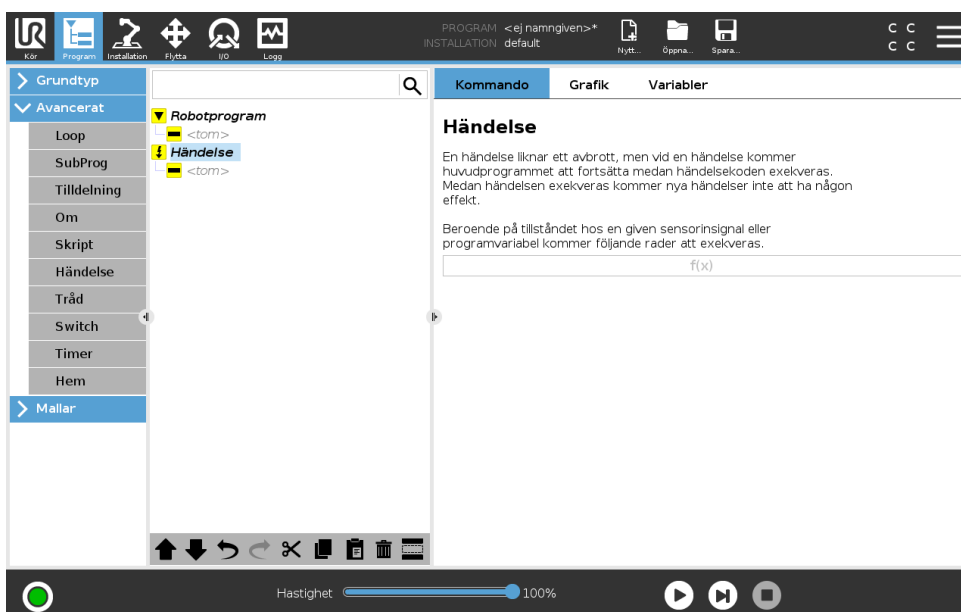 PROGRAM <ej namngiven>*
INSTALLATION default
Kör
Program
Installation
Flytta
I/O
Logg
Nytt...
Öppna...
Spara...
C C
C C
Grundtyp
Avancerat
Loop
SubProg
Tilldelning
Om
Skript
Händelse
Tråd
Switch
Timer
Hem
Mallar
Robotprogram
<tom>
Händelse
<tom>
Kommando
Grafik
Variabler
Händelse
En händelse liknar ett avbrott, men vid en händelse kommer
huvudprogrammet att fortsätta medan händelsekoden exekveras.
Medan händelsen exekveras kommer nya händelser inte att ha någon
effekt.
Beroende på tillståndet hos en given sensorinsignal eller
programvariabel kommer följande rader att exekveras.
f(x)
Hastighet
100%